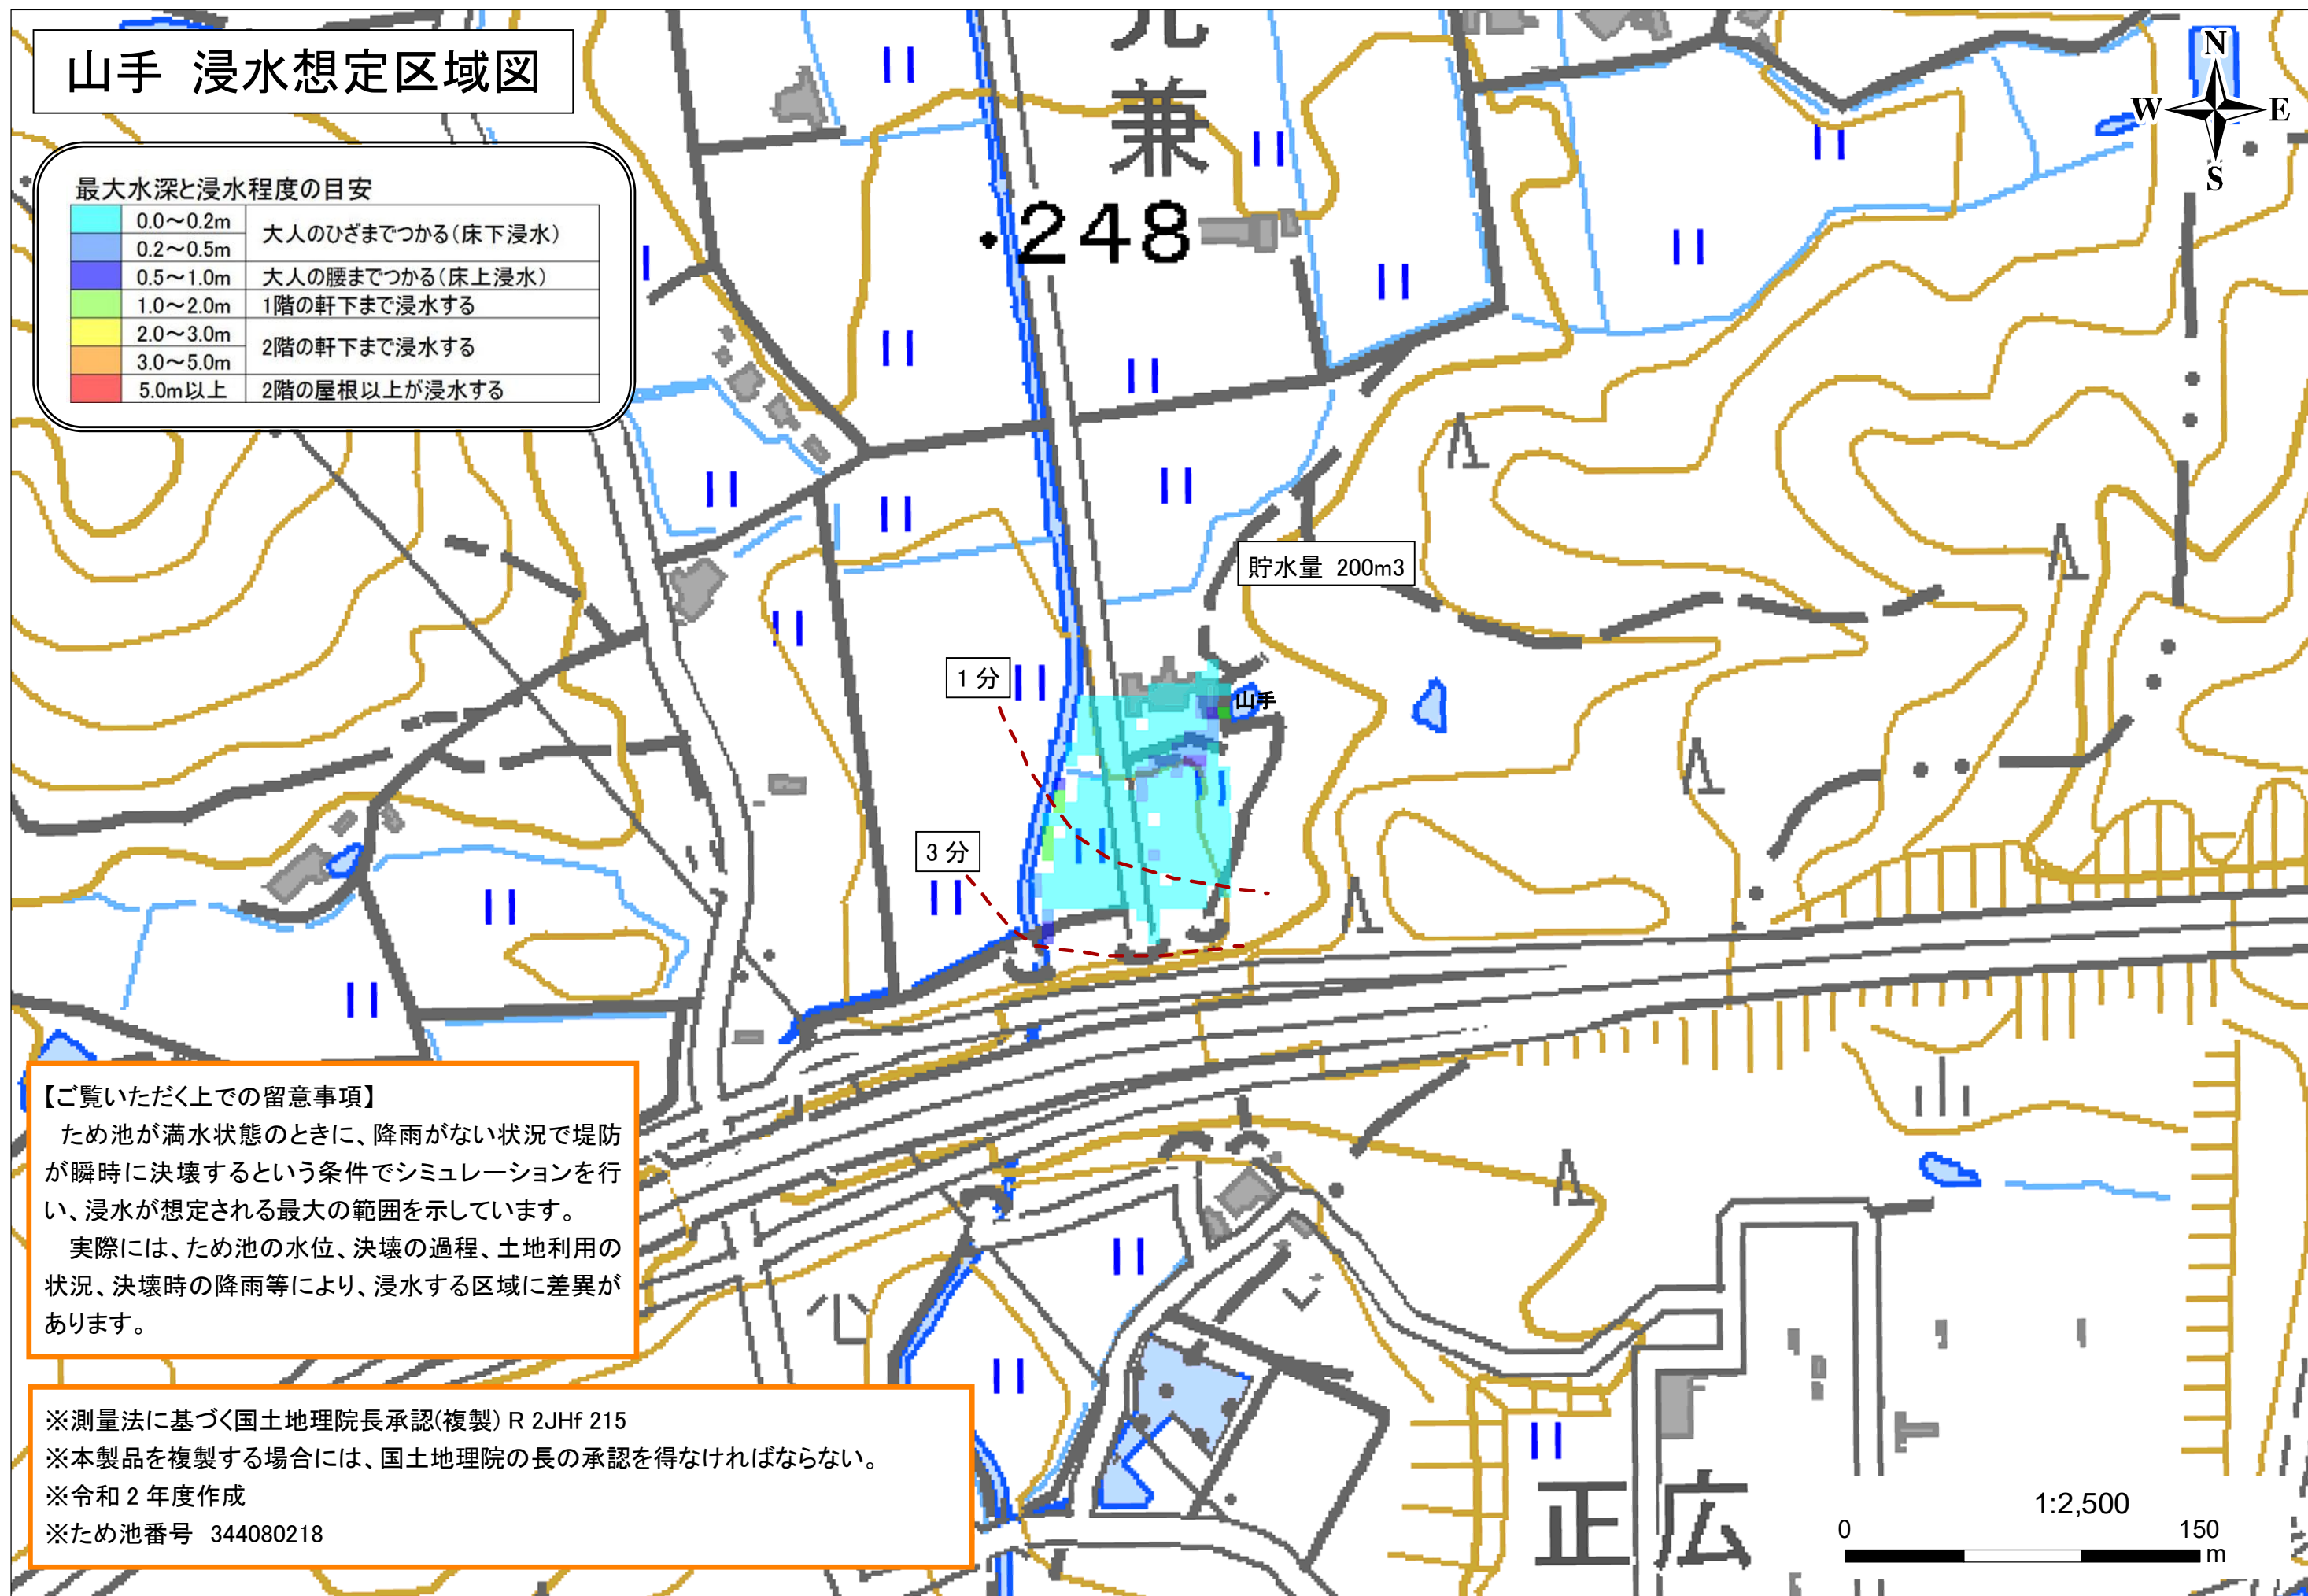 山手 浸水想定区域図
最大水深と浸水程度の目安
0.0～0.2m
大人のひざまでつかる(床下浸水)
0.2～0.5m
0.5～1.0m 大人の腰までつかる(床上浸水)
1.0～2.0m 1階の軒下まで浸水する
2.0～3.0m
2階の軒下まで浸水する
3.0～5.0m
5.0m以上 2階の屋根以上が浸水する
N
W E
S
兼
・248
貯水量 200m3
1分
山手
3分
【ご覧いただく上での留意事項】
ため池が満水状態のときに、降雨がない状況で堤防
が瞬時に決壊するという条件でシミュレーションを行
い、浸水が想定される最大の範囲を示しています。
実際には、ため池の水位、決壊の過程、土地利用の
状況、決壊時の降雨等により、浸水する区域に差異が
あります。
※測量法に基づく国土地理院長承認(複製) R 2JHf 215
※本製品を複製する場合には、国土地理院の長の承認を得なければならない。
※令和2年度作成
※ため池番号 344080218
正広
1:2,500
0 150
m